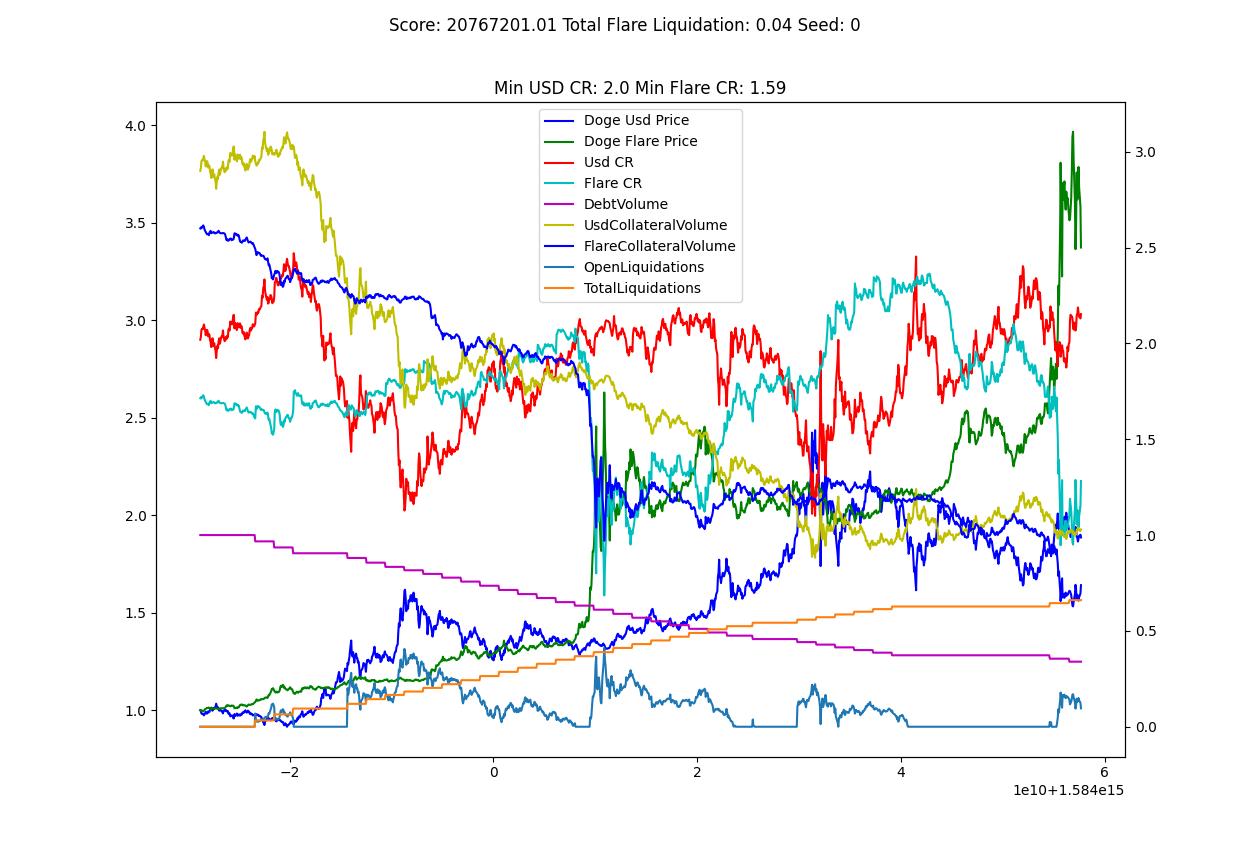 Score: 20767201.01 Total Flare Liquidation: 0.04 Seed: 0
Min USD CR: 2.0 Min Flare CR: 1.59
Doge Usd Price
Doge Flare Price
Usd CR
Flare CR
DebtVolume
UsdCollateralVolume
FlareCollateralVolume
OpenLiquidations
TotalLiquidations
4.0
3.5
3.0
2.5
2.0
1.5
1.0
3.0
2.5
2.0
1.5
1.0
0.5
0.0
−2 0 2 4 6
1e10+1.584e15